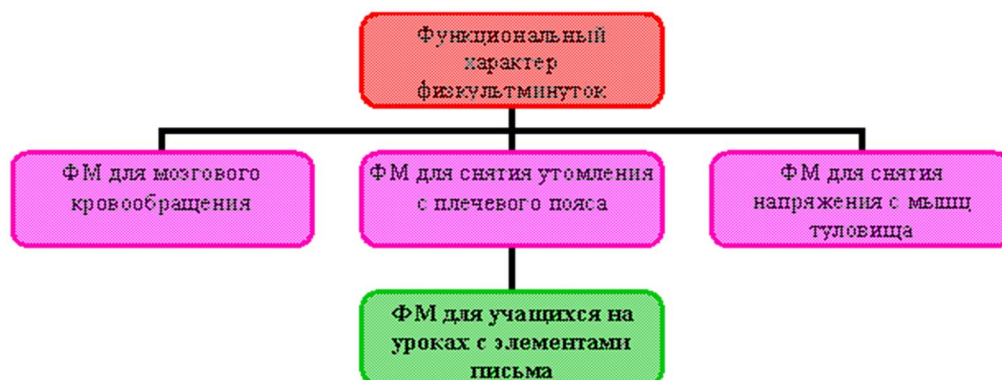 Функциональный
характер
физкультминуток
ФМ для мозгового
кровообращения
ФМ для снятия утомления
с плечевого пояса
ФМ для снятия
напряжения с мышц
туловища
ФМ для учащихся на
уроках с элементами
письма